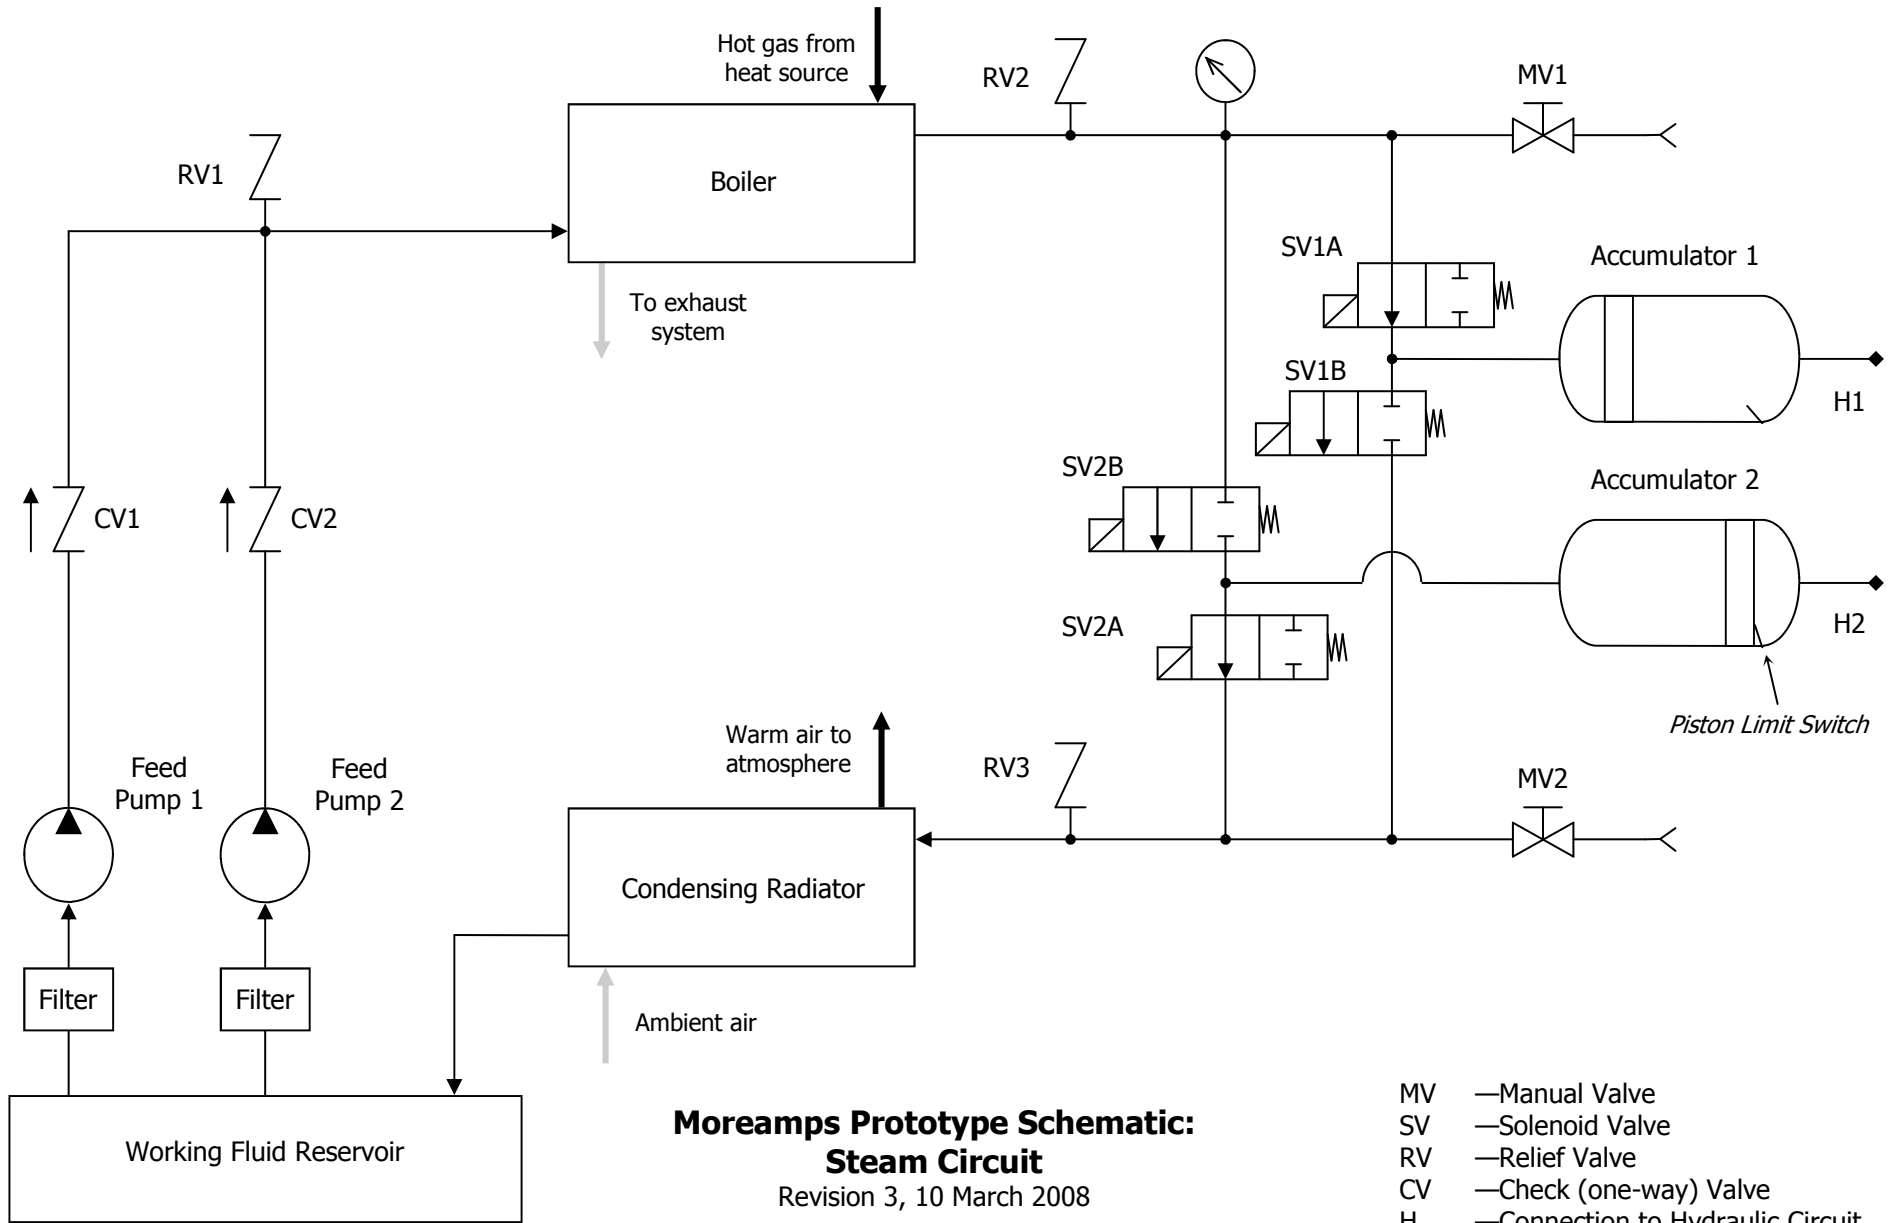 Hot gas from
heat source
RV2
MV1
RV1
Boiler
SV1A
Accumulator 1
To exhaust
system
SV1B
H1
SV2B
Accumulator 2
CV1
CV2
SV2A
H2
Piston Limit Switch
Warm air to
atmosphere
RV3
MV2
Feed
Pump 1
Feed
Pump 2
Condensing Radiator
Filter
Filter
Ambient air
Working Fluid Reservoir
Moreamps Prototype Schematic:
Steam Circuit
Revision 3, 10 March 2008
MV —Manual Valve
SV —Solenoid Valve
RV —Relief Valve
CV —Check (one-way) Valve
H —Connection to Hydraulic Circuit